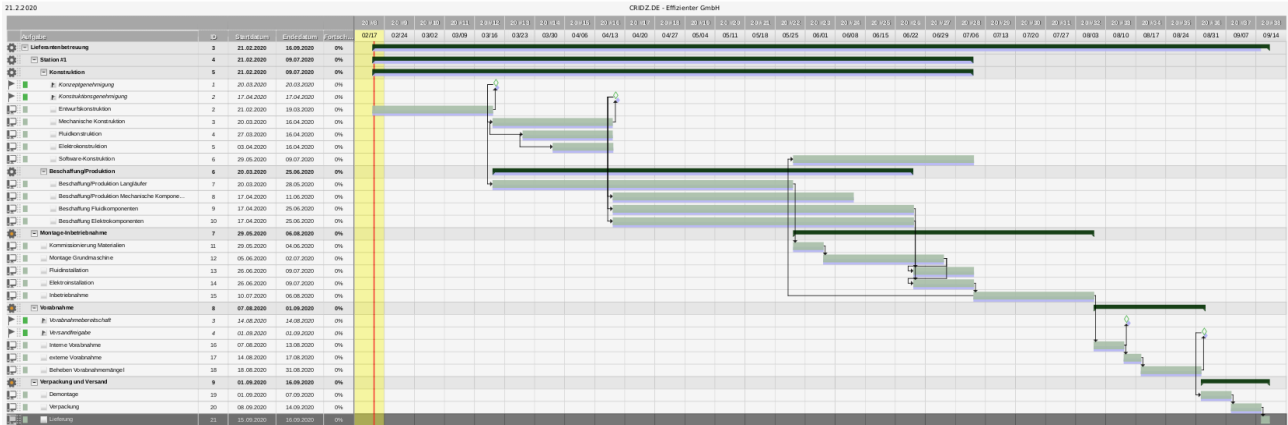 21.2.2020 CRIDZ.DE - Effizienter GmbH
Aufgabe ID Startdatum Endedatum Fortsch... 02/17 02/24 03/02 03/09 03/16 03/23 03/30 04/06 04/13 04/20 04/27 05/04 05/11 05/18 05/25 06/01 06/08 06/15 06/22 06/29 07/06 07/13 07/20 07/27 08/03 08/10 08/17 08/24 08/31 09/07 09/14
Lieferantenbetreuung 3 21.02.2020 16.09.2020 0%
Station #1 4 21.02.2020 09.07.2020 0%
Konstruktion 5 21.02.2020 09.07.2020 0%
Konzeptgenehmigung 1 20.03.2020 20.03.2020 0%
Konstruktionsgenehmigung 2 17.04.2020 17.04.2020 0%
Entwurfskonstruktion 2 21.02.2020 19.03.2020 0%
Mechanische Konstruktion 3 20.03.2020 16.04.2020 0%
Fluidkonstruktion 4 27.03.2020 16.04.2020 0%
Elektrokonstruktion 5 03.04.2020 16.04.2020 0%
Software-Konstruktion 6 29.05.2020 09.07.2020 0%
Beschaffung/Produktion 6 20.03.2020 25.06.2020 0%
Beschaffung/Produktion Langläufer 7 20.03.2020 28.05.2020 0%
Beschaffung/Produktion Mechanische Kompone... 8 17.04.2020 11.06.2020 0%
Beschaffung Fluidkomponenten 9 17.04.2020 25.06.2020 0%
Beschaffung Elektrokomponenten 10 17.04.2020 25.06.2020 0%
Montage-Inbetriebnahme 7 29.05.2020 06.08.2020 0%
Kommissionierung Materialien 11 29.05.2020 04.06.2020 0%
Montage Grundmaschine 12 05.06.2020 02.07.2020 0%
Fluidinstallation 13 26.06.2020 09.07.2020 0%
Elektroinstallation 14 26.06.2020 09.07.2020 0%
Inbetriebnahme 15 10.07.2020 06.08.2020 0%
Vorabnahme 8 07.08.2020 01.09.2020 0%
Vorabnahmebereitschaft 3 14.08.2020 14.08.2020 0%
Versandfreigabe 4 01.09.2020 01.09.2020 0%
Interne Vorabnahme 16 07.08.2020 13.08.2020 0%
externe Vorabnahme 17 14.08.2020 17.08.2020 0%
Beheben Vorabnahmemängel 18 18.08.2020 31.08.2020 0%
Verpackung und Versand 9 01.09.2020 16.09.2020 0%
Demontage 19 01.09.2020 07.09.2020 0%
Verpackung 20 08.09.2020 14.09.2020 0%
Lieferung 21 15.09.2020 16.09.2020 0%